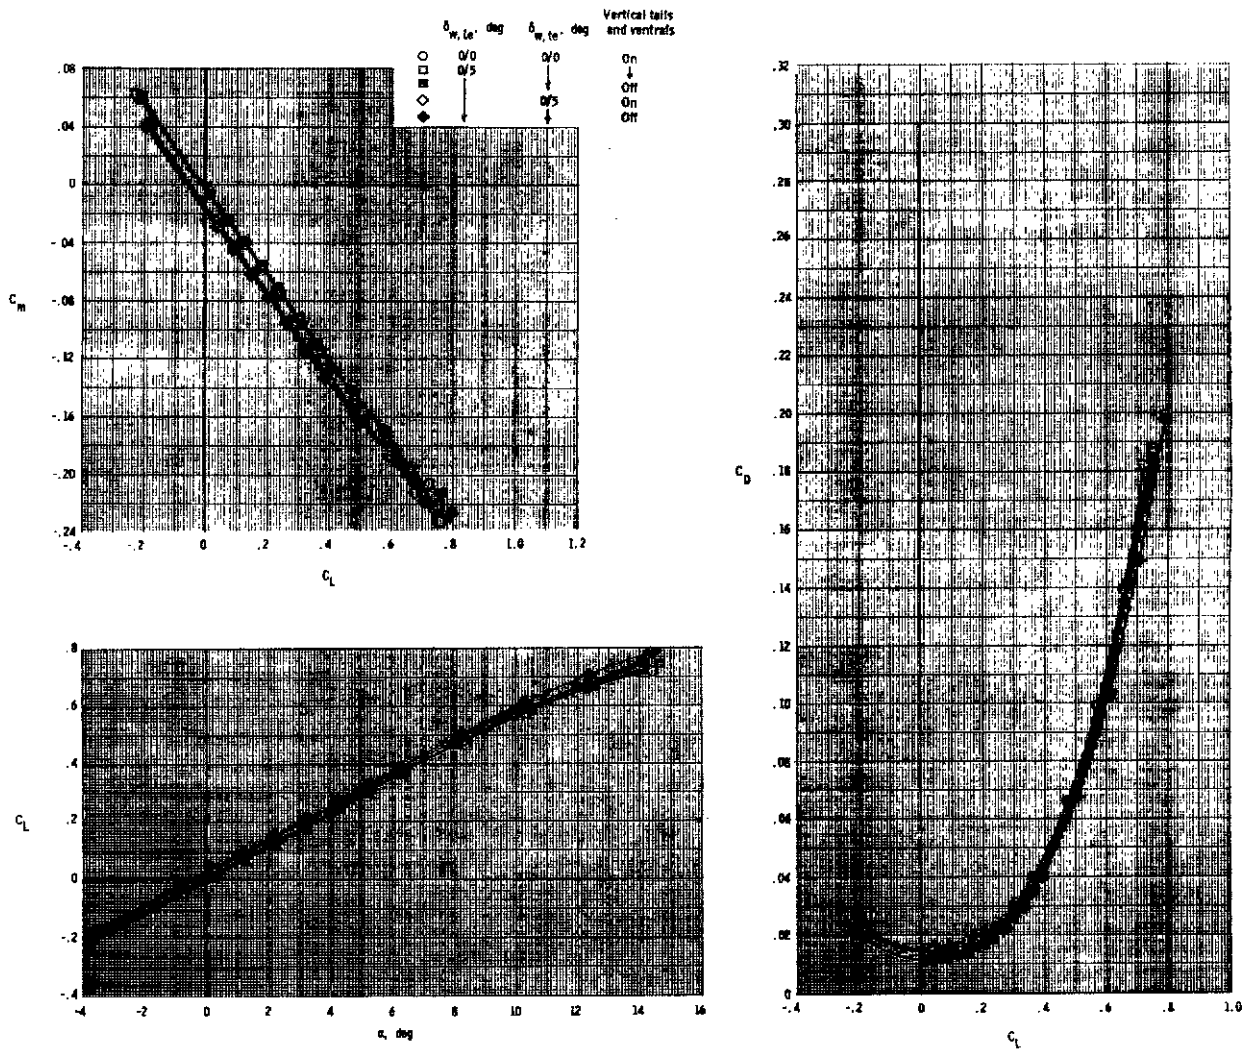 δw,le, deg δw,te, deg Vertical tails and ventrals
○ 0/0 0/0 On
□ 0/5 ↓
■ Off
◇ 0/5 On
◆ Off
.08
.04
0
-.04
-.08
-.12
-.16
-.20
-.24
Cm
-.4 -.2 0 .2 .4 .6 .8 1.0 1.2
CL
.8
.6
.4
.2
0
-.2
-.4
CL
-4 -2 0 2 4 6 8 10 12 14 16
α, deg
.32
.30
.28
.26
.24
.22
.20
.18
.16
.14
.12
.10
.08
.06
.04
.02
0
CD
-.4 -.2 0 .2 .4 .6 .8 1.0
CL